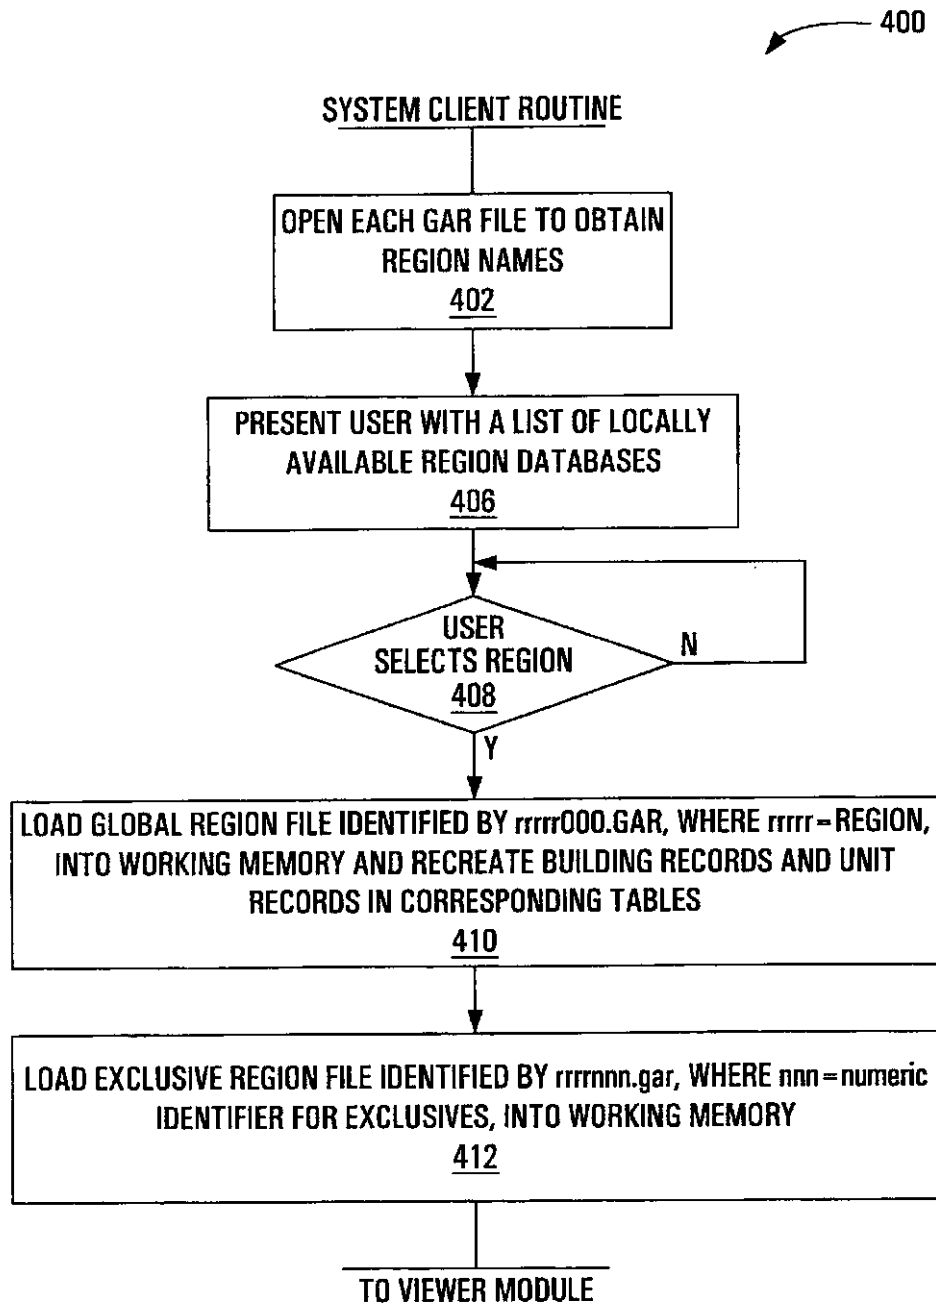 400
SYSTEM CLIENT ROUTINE
OPEN EACH GAR FILE TO OBTAIN
REGION NAMES
402
PRESENT USER WITH A LIST OF LOCALLY
AVAILABLE REGION DATABASES
406
USER
SELECTS REGION
408
N
Y
LOAD GLOBAL REGION FILE IDENTIFIED BY rrrrr000.GAR, WHERE rrrrr=REGION,
INTO WORKING MEMORY AND RECREATE BUILDING RECORDS AND UNIT
RECORDS IN CORRESPONDING TABLES
410
LOAD EXCLUSIVE REGION FILE IDENTIFIED BY rrrrnnn.gar, WHERE nnn=numeric
IDENTIFIER FOR EXCLUSIVES, INTO WORKING MEMORY
412
TO VIEWER MODULE